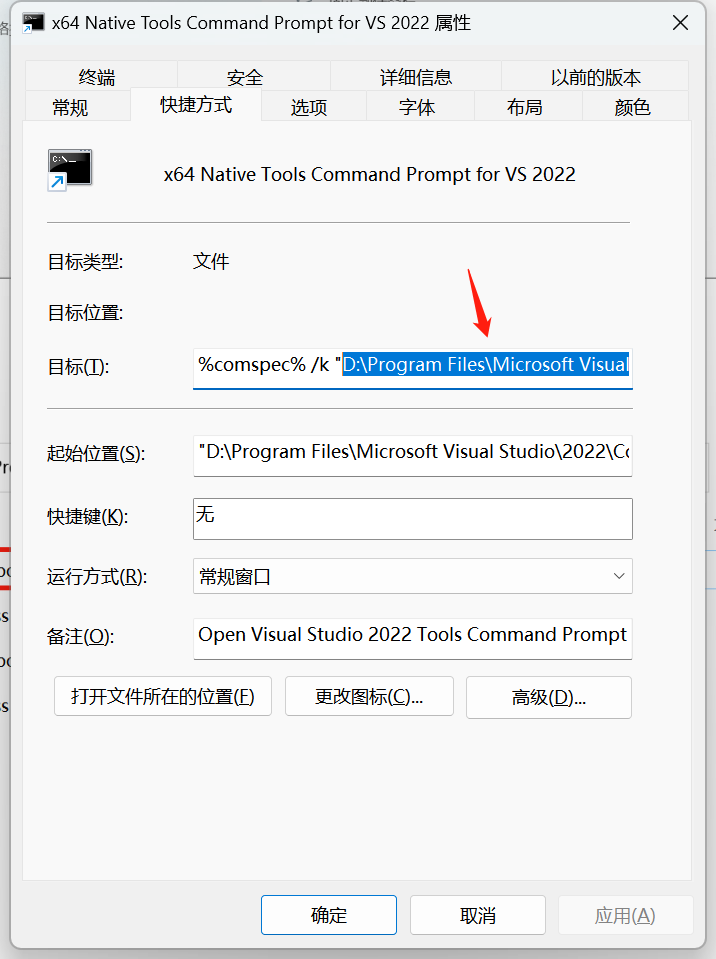 x64 Native Tools Command Prompt for VS 2022 属性
终端 安全 详细信息 以前的版本
常规 快捷方式 选项 字体 布局 颜色
x64 Native Tools Command Prompt for VS 2022
目标类型: 文件
目标位置:
目标(T): %comspec% /k "D:\Program Files\Microsoft Visual
起始位置(S): "D:\Program Files\Microsoft Visual Studio\2022\Co
快捷键(K): 无
运行方式(R): 常规窗口
备注(O): Open Visual Studio 2022 Tools Command Prompt
打开文件所在的位置(F) 更改图标(C)... 高级(D)...
确定 取消 应用(A)